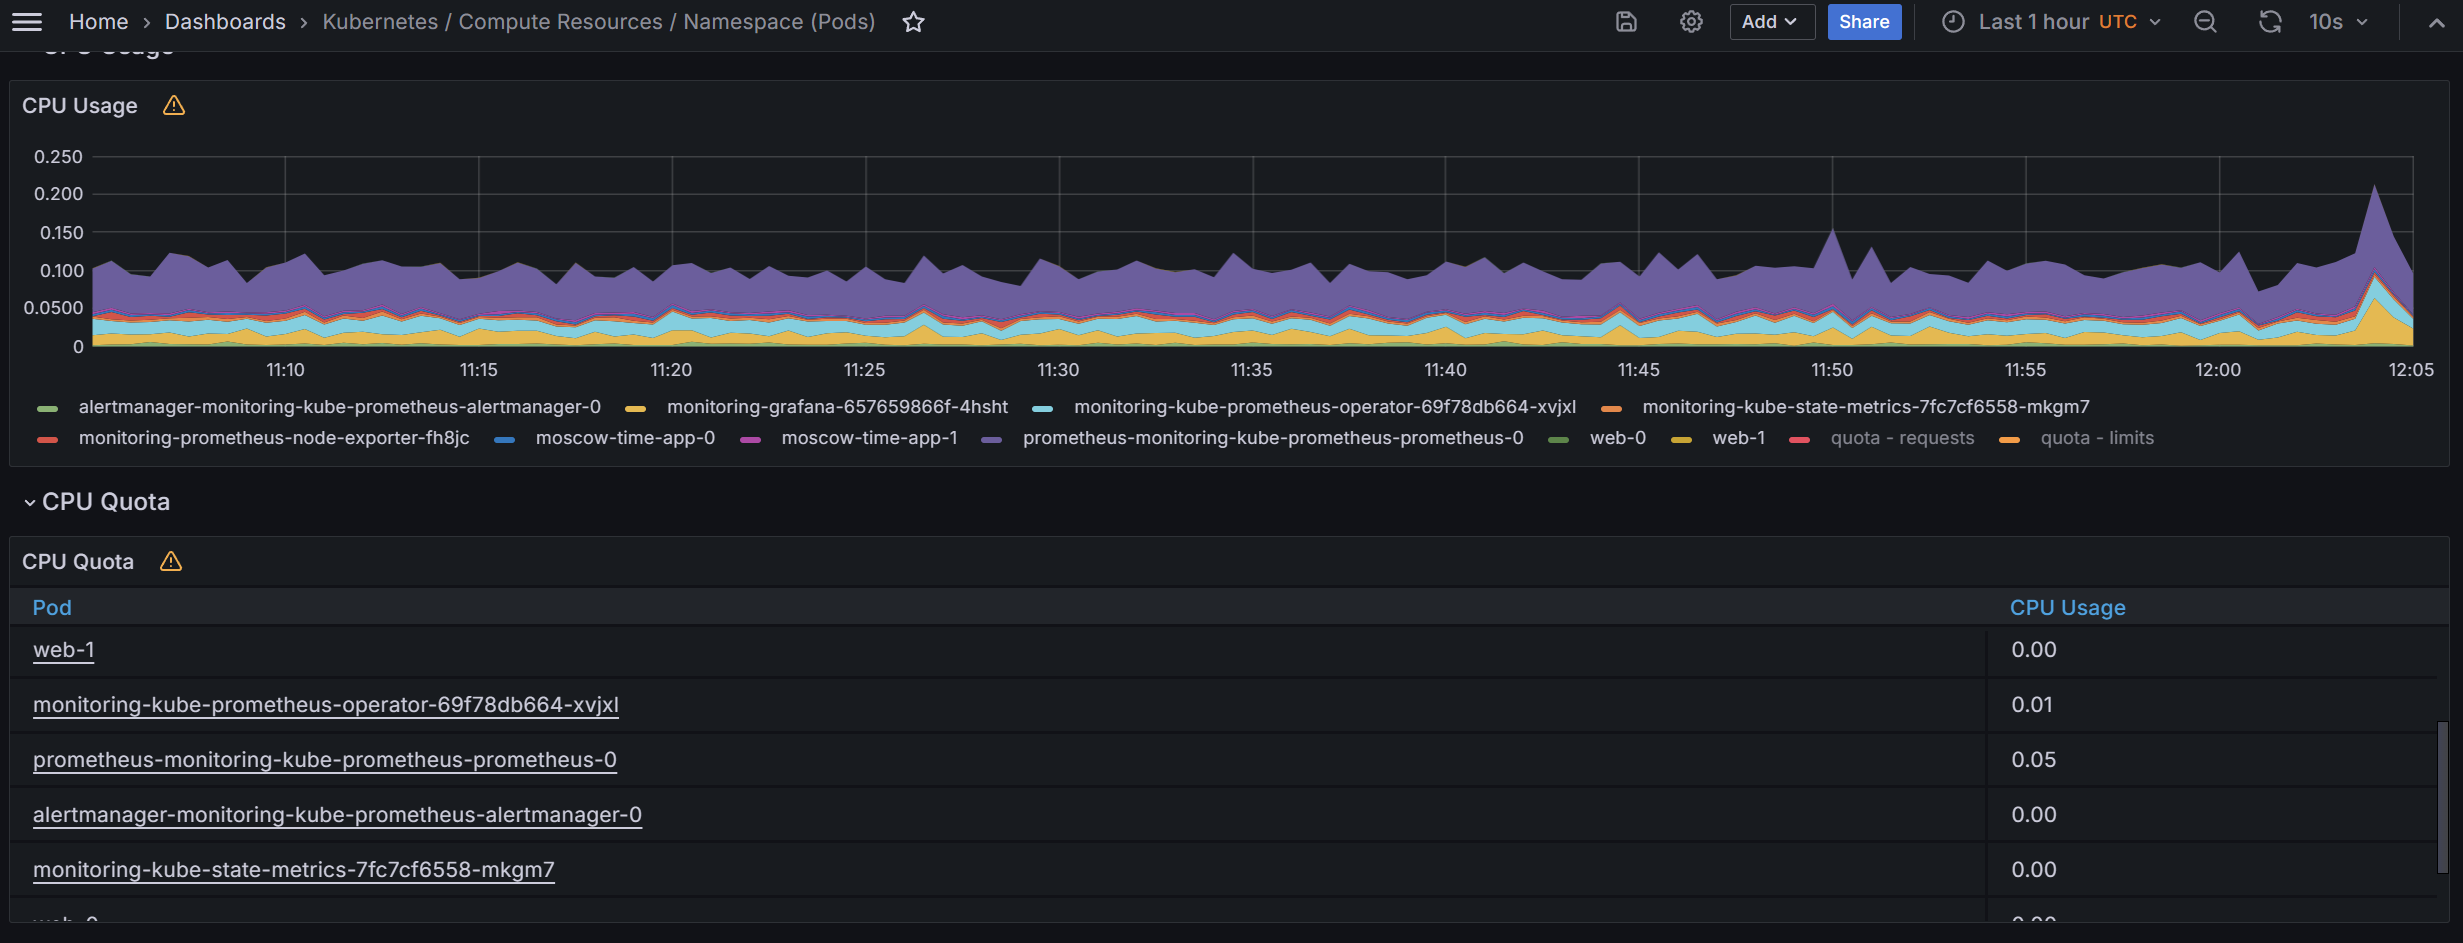 Home › Dashboards › Kubernetes / Compute Resources / Namespace (Pods)
Add
Share
Last 1 hour UTC
10s
CPU Usage
CPU Usage
0.250
0.200
0.150
0.100
0.0500
0
11:10 11:15 11:20 11:25 11:30 11:35 11:40 11:45 11:50 11:55 12:00 12:05
alertmanager-monitoring-kube-prometheus-alertmanager-0 monitoring-grafana-657659866f-4hsht monitoring-kube-prometheus-operator-69f78db664-xvjxl monitoring-kube-state-metrics-7fc7cf6558-mkgm7
monitoring-prometheus-node-exporter-fh8jc moscow-time-app-0 moscow-time-app-1 prometheus-monitoring-kube-prometheus-prometheus-0 web-0 web-1 quota - requests quota - limits
CPU Quota
CPU Quota
Pod CPU Usage
web-1 0.00
monitoring-kube-prometheus-operator-69f78db664-xvjxl 0.01
prometheus-monitoring-kube-prometheus-prometheus-0 0.05
alertmanager-monitoring-kube-prometheus-alertmanager-0 0.00
monitoring-kube-state-metrics-7fc7cf6558-mkgm7 0.00
web-0 0.00